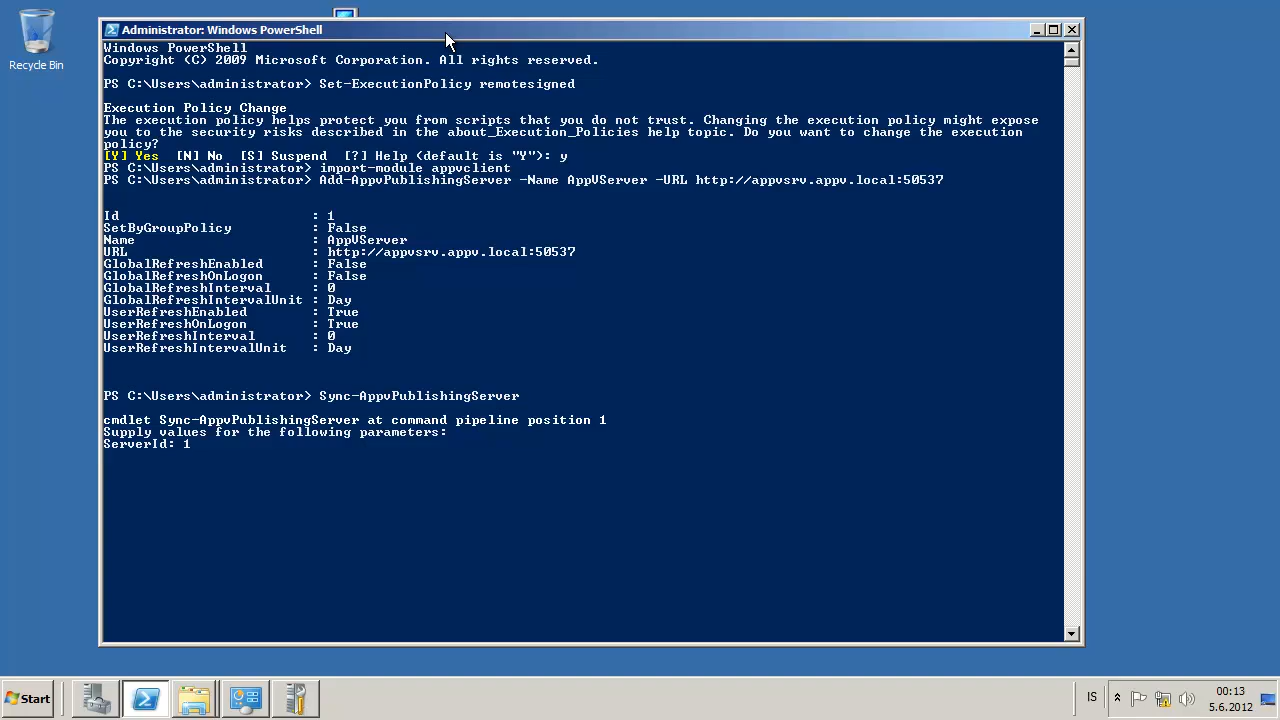 Recycle Bin
Administrator: Windows PowerShell
Windows PowerShell
Copyright (C) 2009 Microsoft Corporation. All rights reserved.
PS C:\Users\administrator> Set-ExecutionPolicy remotesigned
Execution Policy Change
The execution policy helps protect you from scripts that you do not trust. Changing the execution policy might expose
you to the security risks described in the about_Execution_Policies help topic. Do you want to change the execution
policy?
[Y] Yes  [N] No  [S] Suspend  [?] Help (default is "Y"): y
PS C:\Users\administrator> import-module appvclient
PS C:\Users\administrator> Add-AppvPublishingServer -Name AppVServer -URL http://appvsrv.appv.local:50537
Id                        : 1
SetByGroupPolicy          : False
Name                      : AppVServer
URL                       : http://appvsrv.appv.local:50537
GlobalRefreshEnabled      : False
GlobalRefreshOnLogon      : False
GlobalRefreshInterval     : 0
GlobalRefreshIntervalUnit : Day
UserRefreshEnabled        : True
UserRefreshOnLogon        : True
UserRefreshInterval       : 0
UserRefreshIntervalUnit   : Day
PS C:\Users\administrator> Sync-AppvPublishingServer
cmdlet Sync-AppvPublishingServer at command pipeline position 1
Supply values for the following parameters:
ServerId: 1
Start
IS
00:13
5.6.2012